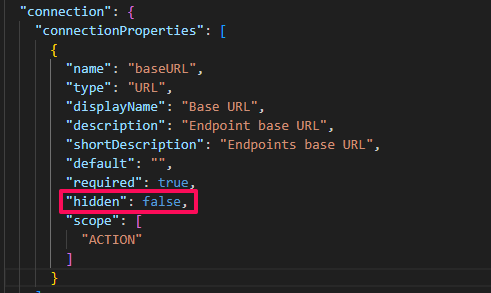 "connection": {
"connectionProperties": [
{
"name": "baseURL",
"type": "URL",
"displayName": "Base URL",
"description": "Endpoint base URL",
"shortDescription": "Endpoints base URL",
"default": "",
"required": true,
"hidden": false,
"scope": [
"ACTION"
]
}